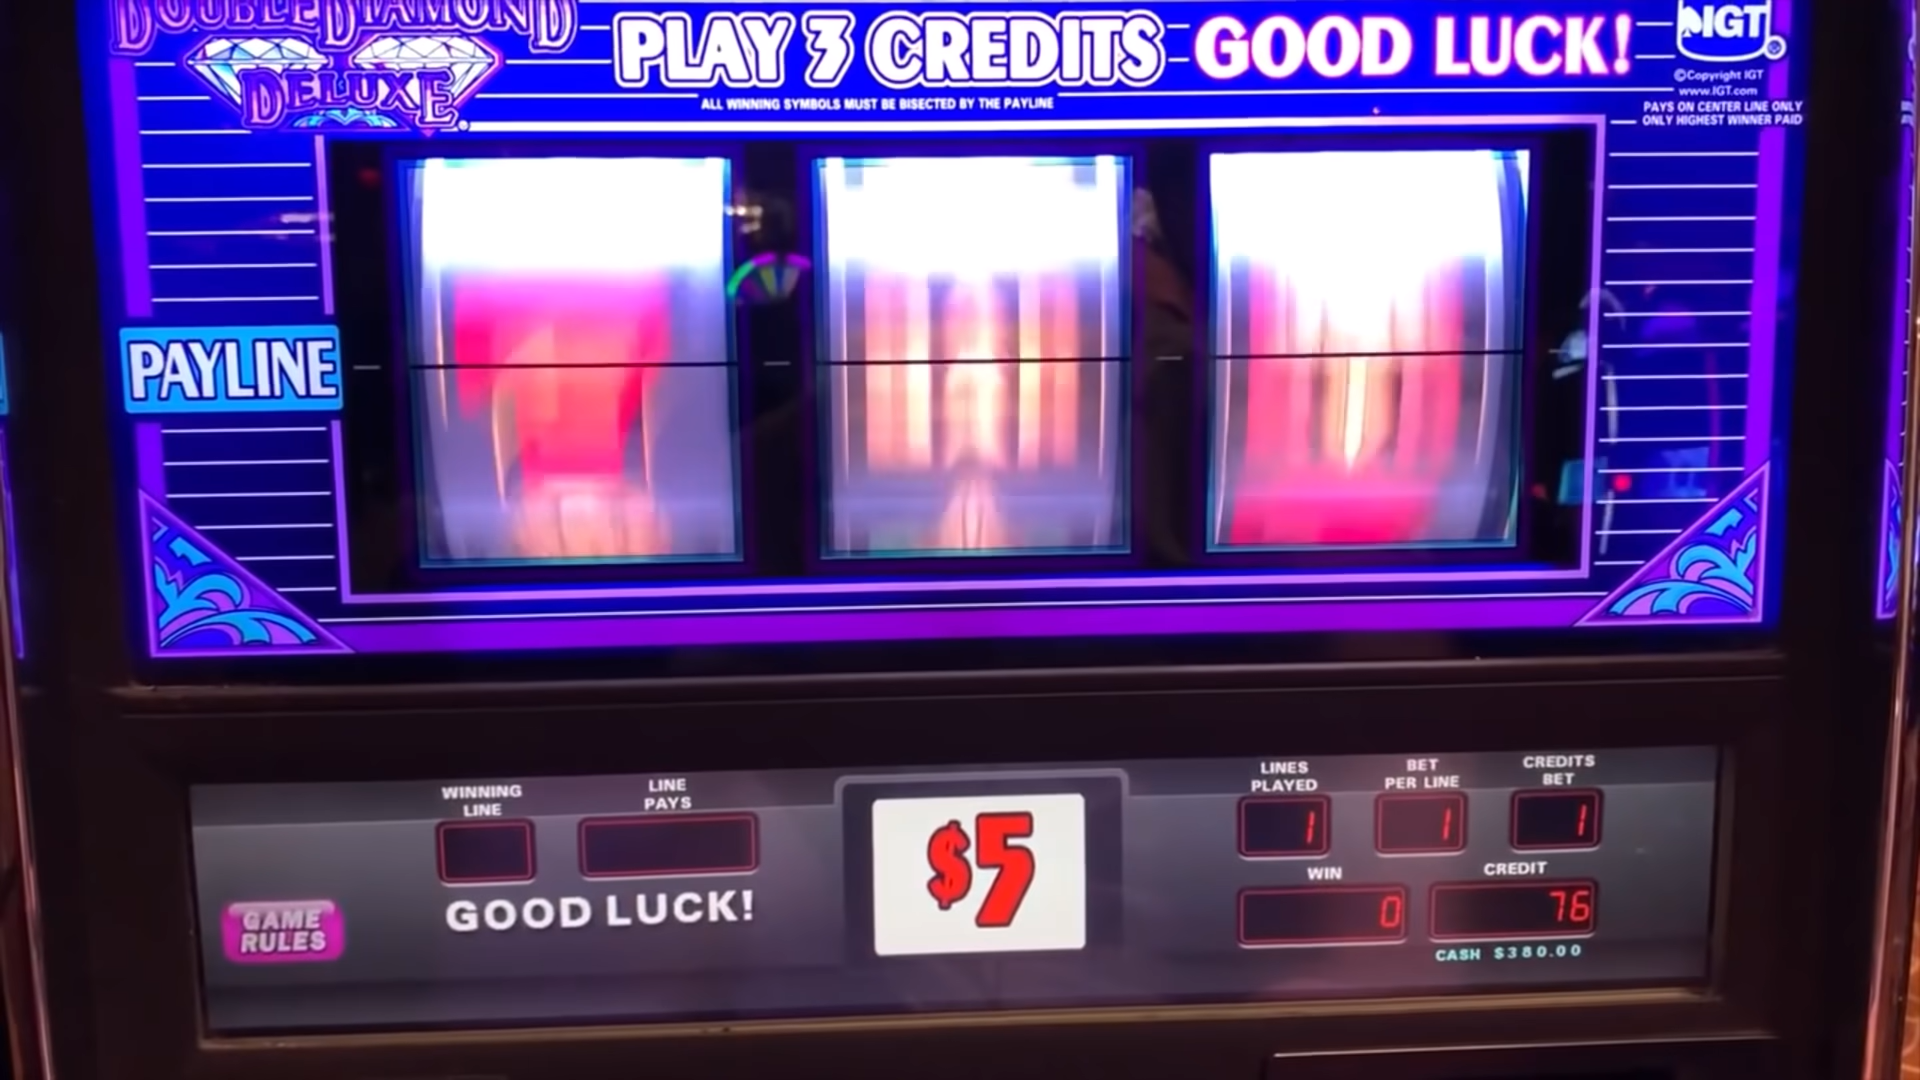 DOUBLE DIAMOND
DELUXE
PLAY 3 CREDITS GOOD LUCK!
ALL WINNING SYMBOLS MUST BE BISECTED BY THE PAYLINE
IGT
©Copyright IGT
www.IGT.com
PAYS ON CENTER LINE ONLY
ONLY HIGHEST WINNER PAID
PAYLINE
WINNING LINE
LINE PAYS
GOOD LUCK!
GAME RULES
$5
LINES PLAYED
1
BET PER LINE
1
CREDITS BET
1
WIN
0
CREDIT
76
CASH $380.00